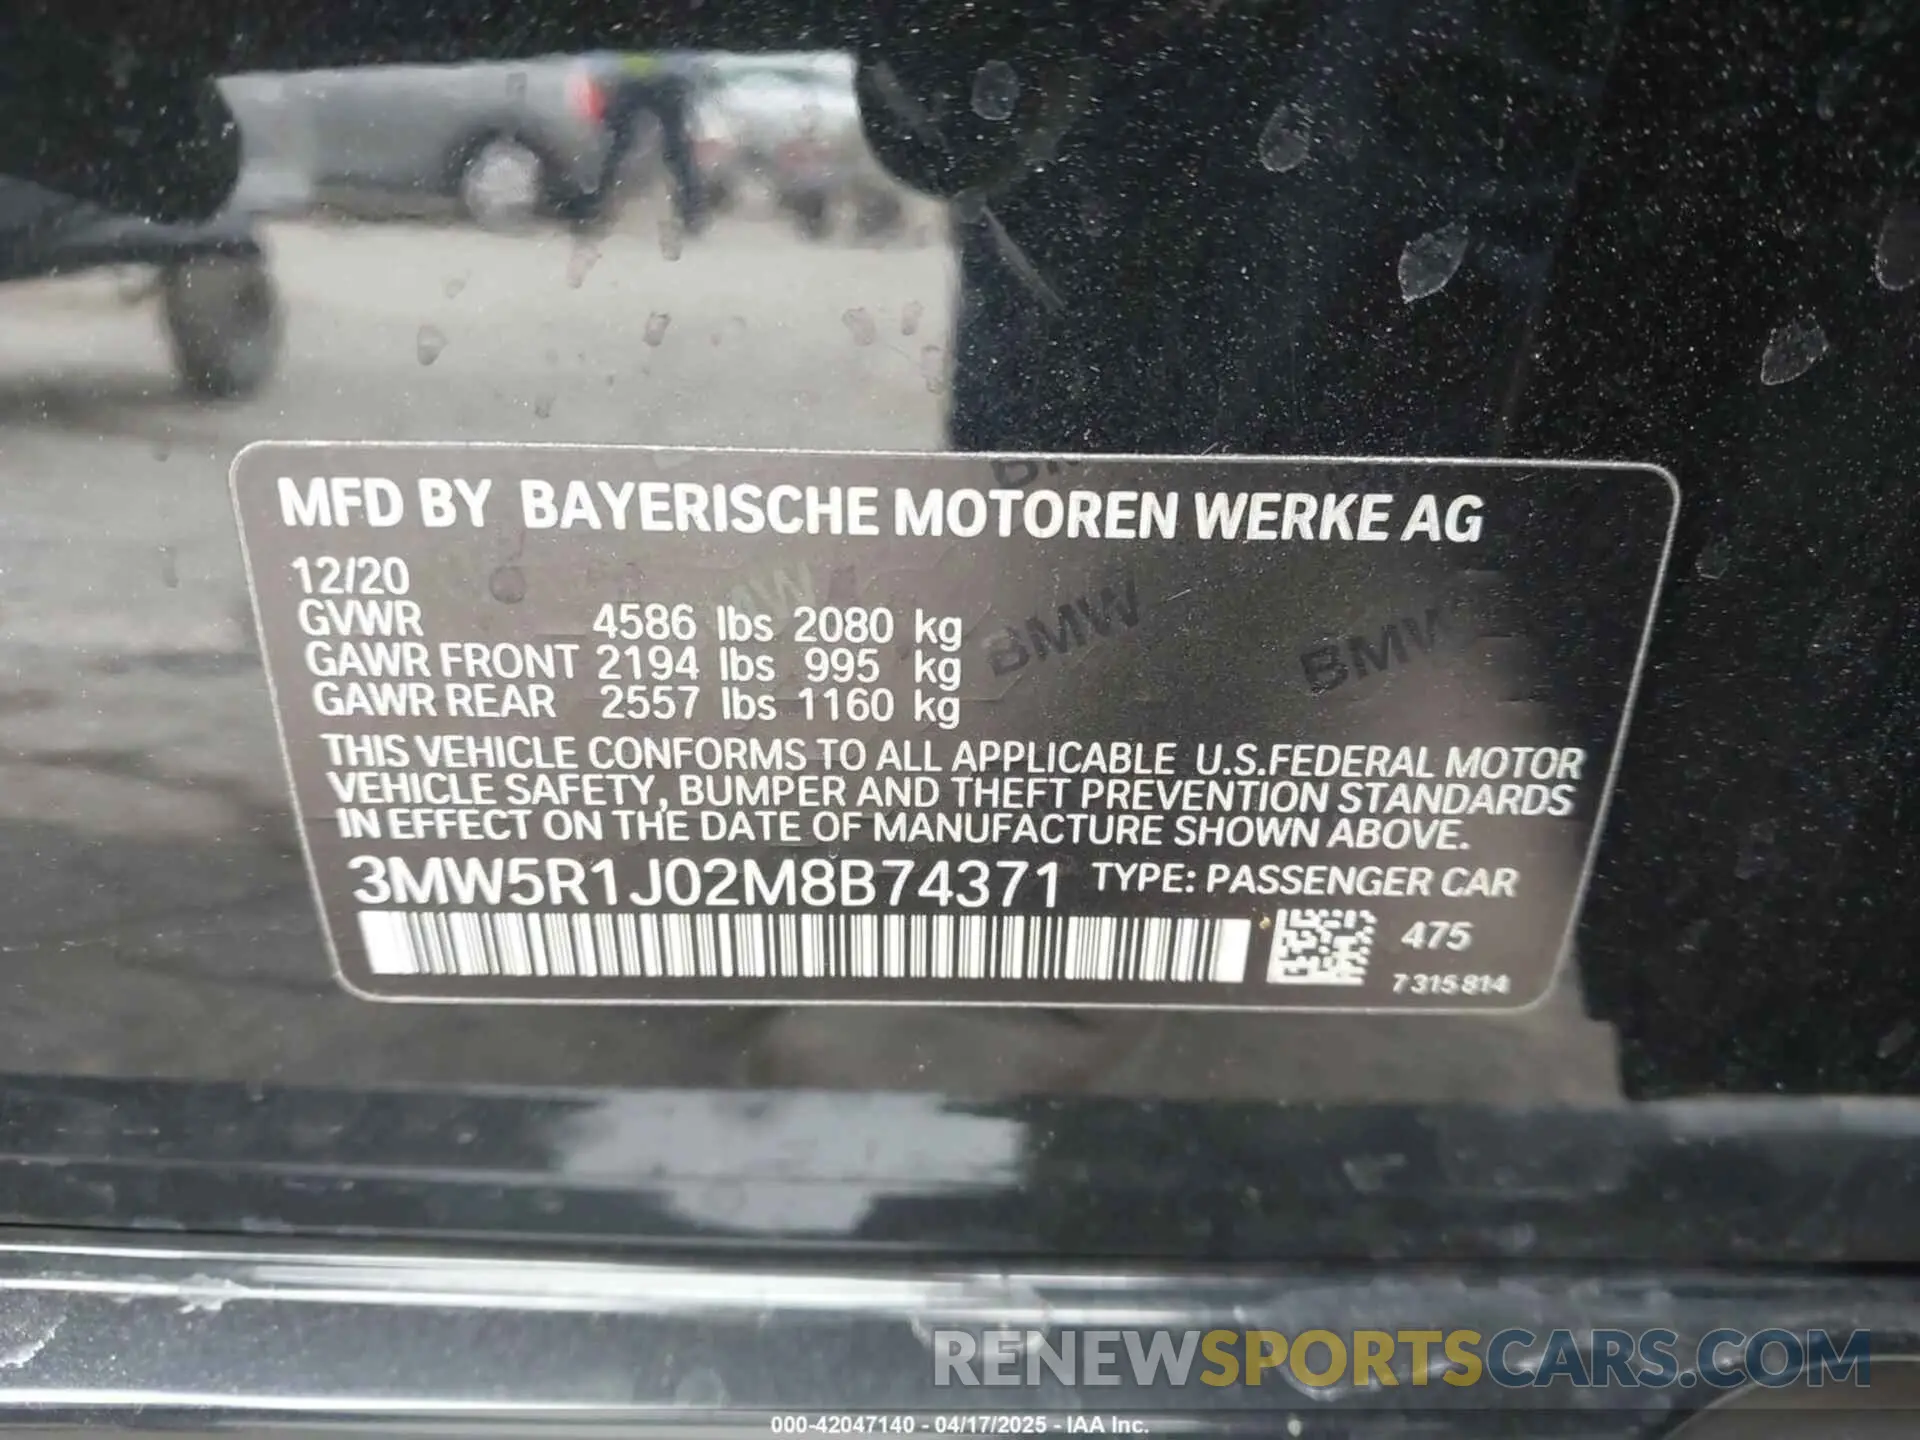 MFD BY BAYERISCHE MOTOREN WERKE AG
12/20
GVWR 4586 lbs 2080 kg
GAWR FRONT 2194 lbs 995 kg
GAWR REAR 2557 lbs 1160 kg
BMW BMW
THIS VEHICLE CONFORMS TO ALL APPLICABLE U.S.FEDERAL MOTOR
VEHICLE SAFETY, BUMPER AND THEFT PREVENTION STANDARDS
IN EFFECT ON THE DATE OF MANUFACTURE SHOWN ABOVE.
3MW5R1J02M8B74371 TYPE: PASSENGER CAR
475
7 315 814
RENEWSPORTSCARS.COM
000-42047140 - 04/17/2025 - IAA Inc.